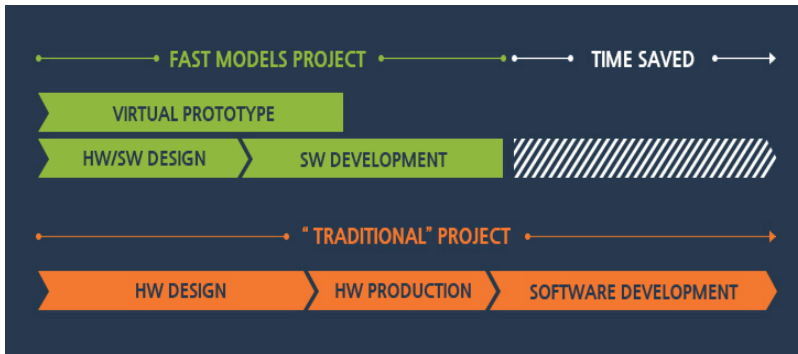 FAST MODELS PROJECT TIME SAVED
VIRTUAL PROTOTYPE
HW/SW DESIGN SW DEVELOPMENT
“ TRADITIONAL” PROJECT
HW DESIGN HW PRODUCTION SOFTWARE DEVELOPMENT